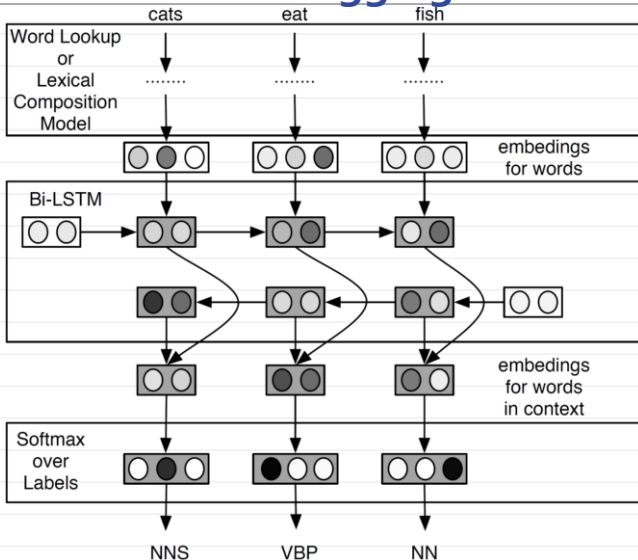 cats eat fish
Word Lookup
or
Lexical
Composition
Model
........ ........ ........
embedings
for words
Bi-LSTM
embedings
for words
in context
Softmax
over
Labels
NNS VBP NN